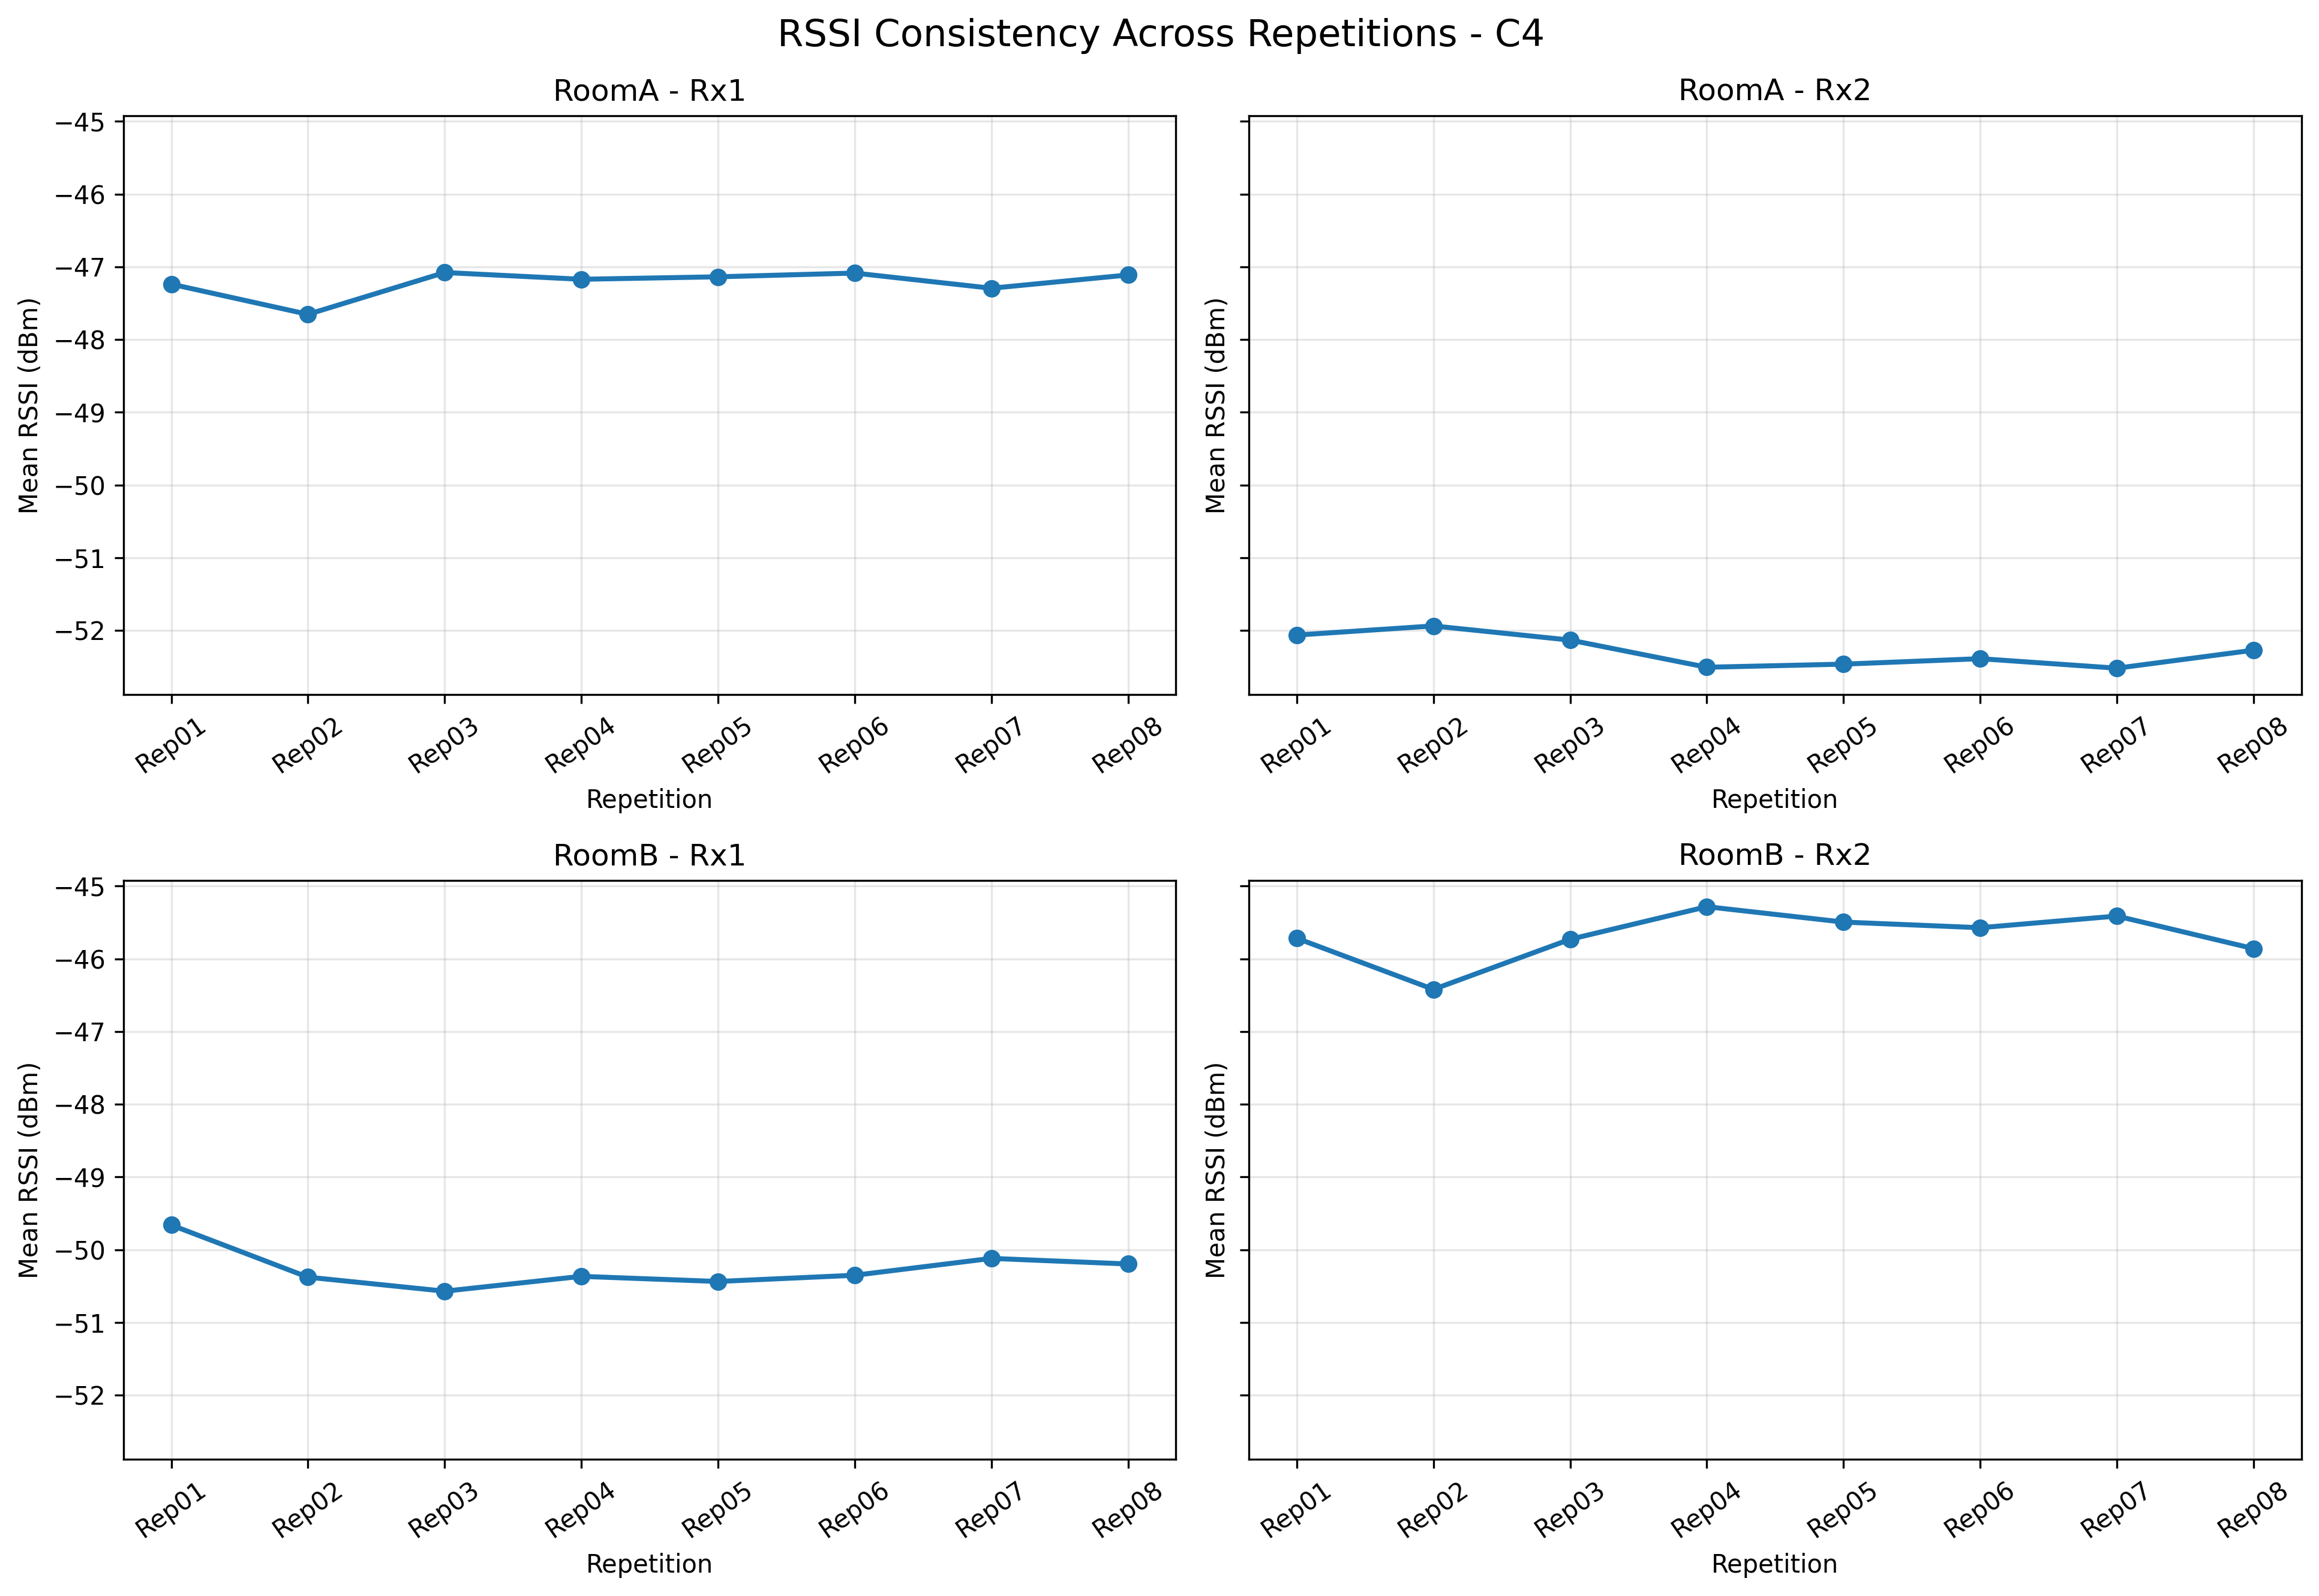 RSSI Consistency Across Repetitions - C4
RoomA - Rx1
−45
−46
−47
−48
−49
−50
−51
−52
Mean RSSI (dBm)
Rep01
Rep02
Rep03
Rep04
Rep05
Rep06
Rep07
Rep08
Repetition
RoomA - Rx2
Mean RSSI (dBm)
Rep01
Rep02
Rep03
Rep04
Rep05
Rep06
Rep07
Rep08
Repetition
RoomB - Rx1
−45
−46
−47
−48
−49
−50
−51
−52
Mean RSSI (dBm)
Rep01
Rep02
Rep03
Rep04
Rep05
Rep06
Rep07
Rep08
Repetition
RoomB - Rx2
Mean RSSI (dBm)
Rep01
Rep02
Rep03
Rep04
Rep05
Rep06
Rep07
Rep08
Repetition